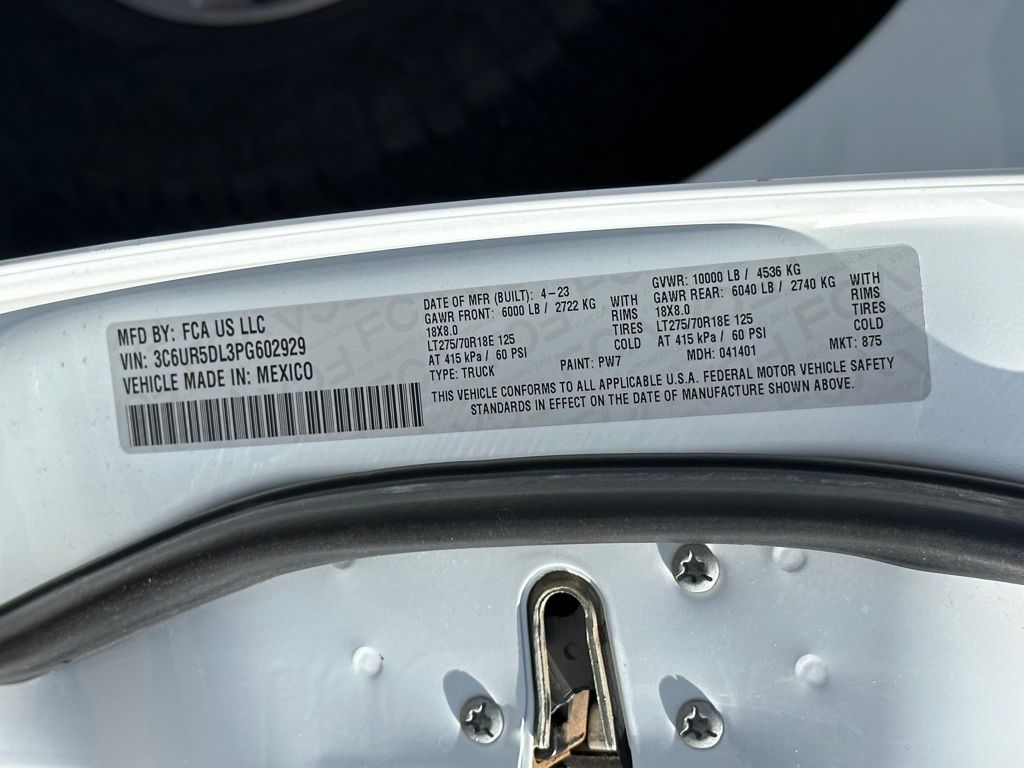 MFD BY: FCA US LLC
VIN: 3C6UR5DL3PG602929
VEHICLE MADE IN: MEXICO
DATE OF MFR (BUILT): 4-23
GAWR FRONT: 6000 LB / 2722 KG WITH
18X8.0 RIMS
LT275/70R18E 125 TIRES
AT 415 kPa / 60 PSI COLD
TYPE: TRUCK PAINT: PW7
GVWR: 10000 LB / 4536 KG
GAWR REAR: 6040 LB / 2740 KG WITH
18X8.0 RIMS
LT275/70R18E 125 TIRES
AT 415 kPa / 60 PSI COLD
MDH: 041401 MKT: 875
THIS VEHICLE CONFORMS TO ALL APPLICABLE U.S.A. FEDERAL MOTOR VEHICLE SAFETY
STANDARDS IN EFFECT ON THE DATE OF MANUFACTURE SHOWN ABOVE.